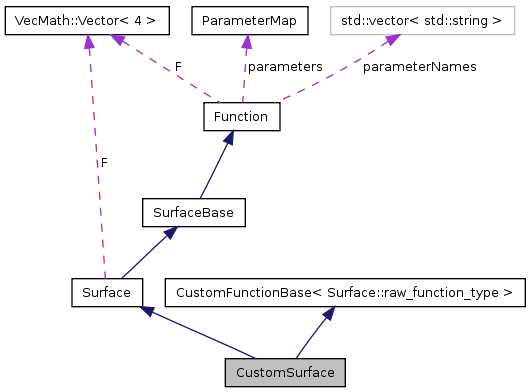 VecMath::Vector< 4 >
ParameterMap
std::vector< std::string >
F
parameters
parameterNames
Function
F
SurfaceBase
Surface
CustomFunctionBase< Surface::raw_function_type >
CustomSurface